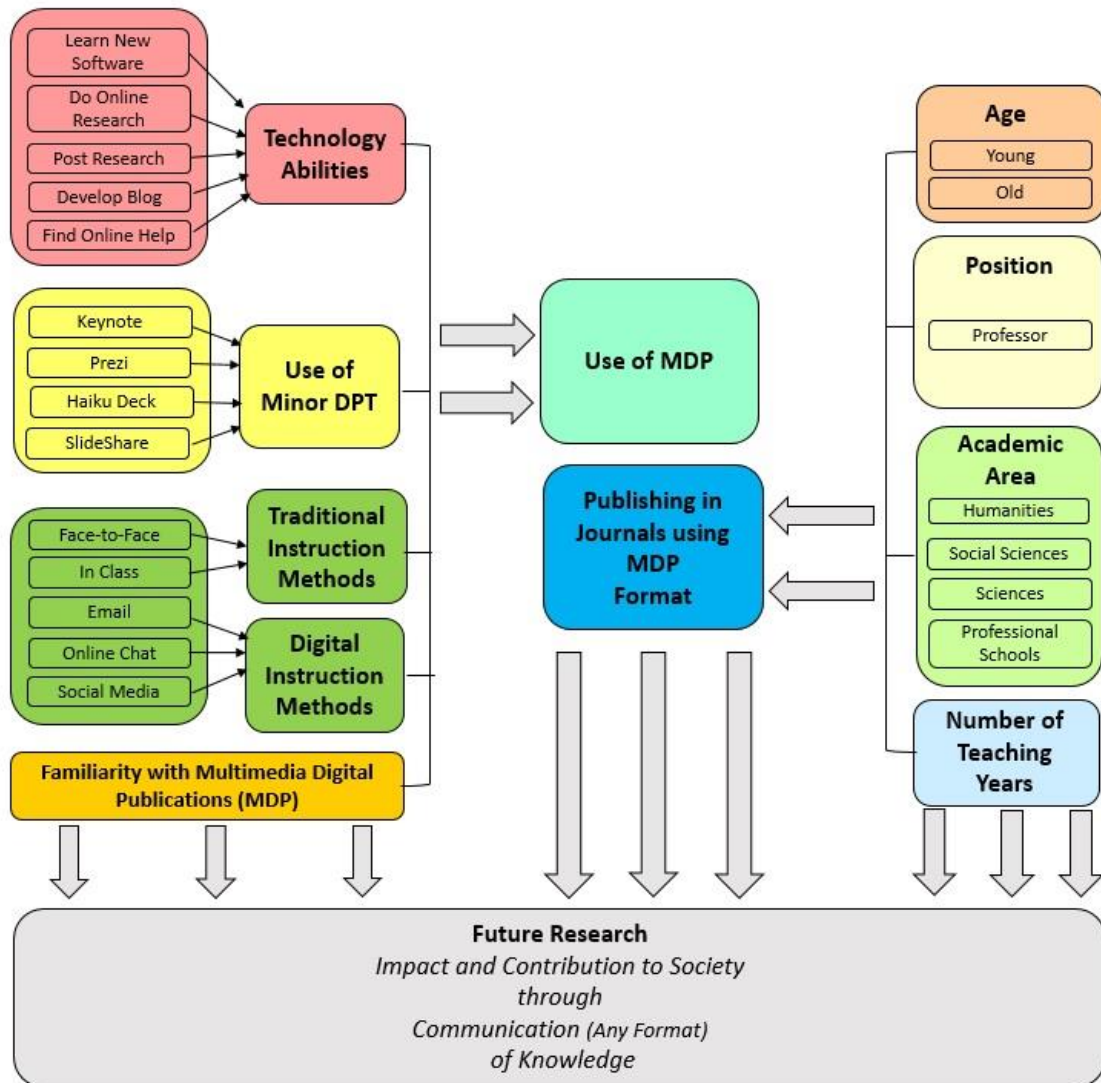 Learn New
Software
Do Online
Research
Post Research
Develop Blog
Find Online Help
Technology
Abilities
Keynote
Prezi
Haiku Deck
SlideShare
Use of
Minor DPT
Face-to-Face
In Class
Email
Online Chat
Social Media
Traditional
Instruction
Methods
Digital
Instruction
Methods
Familiarity with Multimedia Digital
Publications (MDP)
Use of MDP
Publishing in
Journals using
MDP
Format
Age
Young
Old
Position
Professor
Academic
Area
Humanities
Social Sciences
Sciences
Professional
Schools
Number of
Teaching
Years
Future Research
Impact and Contribution to Society
through
Communication (Any Format)
of Knowledge